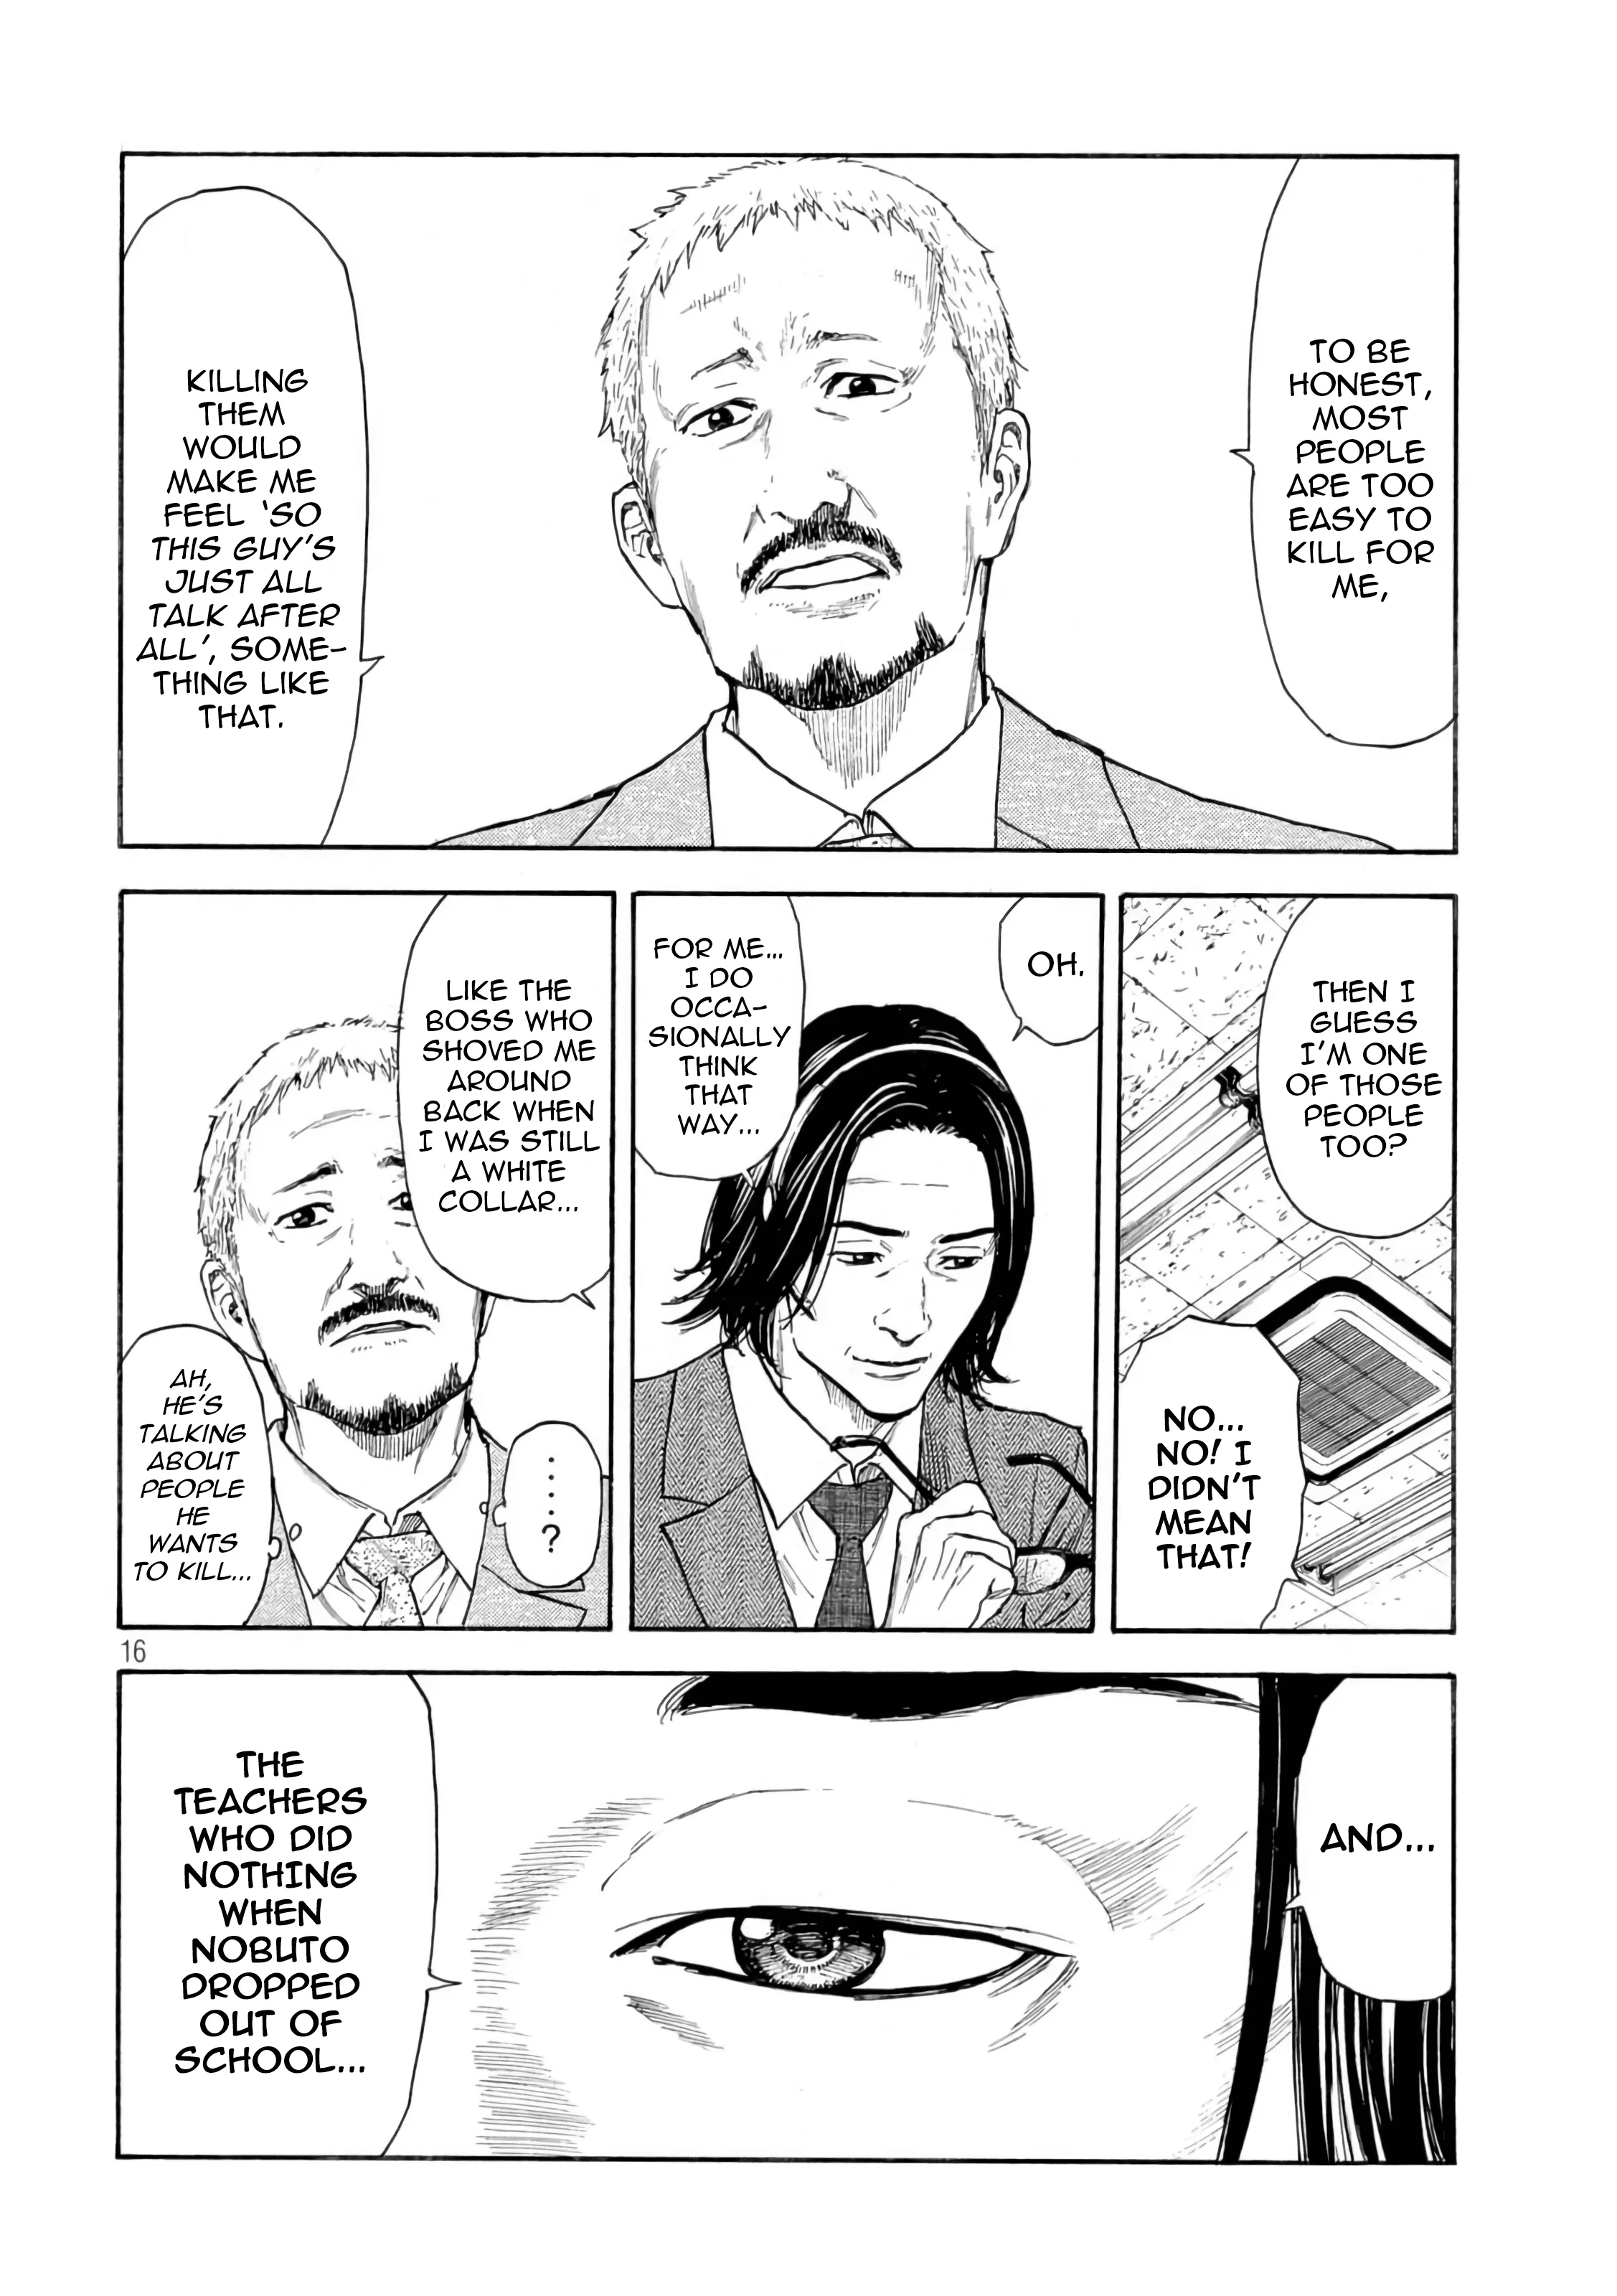 TO BE
HONEST,
MOST
PEOPLE
ARE TOO
EASY TO
KILL FOR
ME,
KILLING
THEM
WOULD
MAKE ME
FEEL 'SO
THIS GUY'S
JUST ALL
TALK AFTER
ALL', SOME-
THING LIKE
THAT.
THEN I
GUESS
I'M ONE
OF THOSE
PEOPLE
TOO?
NO...
NO! I
DIDN'T
MEAN
THAT!
OH.
FOR ME...
I DO
OCCA-
SIONALLY
THINK
THAT
WAY...
LIKE THE
BOSS WHO
SHOVED ME
AROUND
BACK WHEN
I WAS STILL
A WHITE
COLLAR...
......?
AH,
HE'S
TALKING
ABOUT
PEOPLE
HE
WANTS
TO KILL...
16
AND...
THE
TEACHERS
WHO DID
NOTHING
WHEN
NOBUTO
DROPPED
OUT OF
SCHOOL...